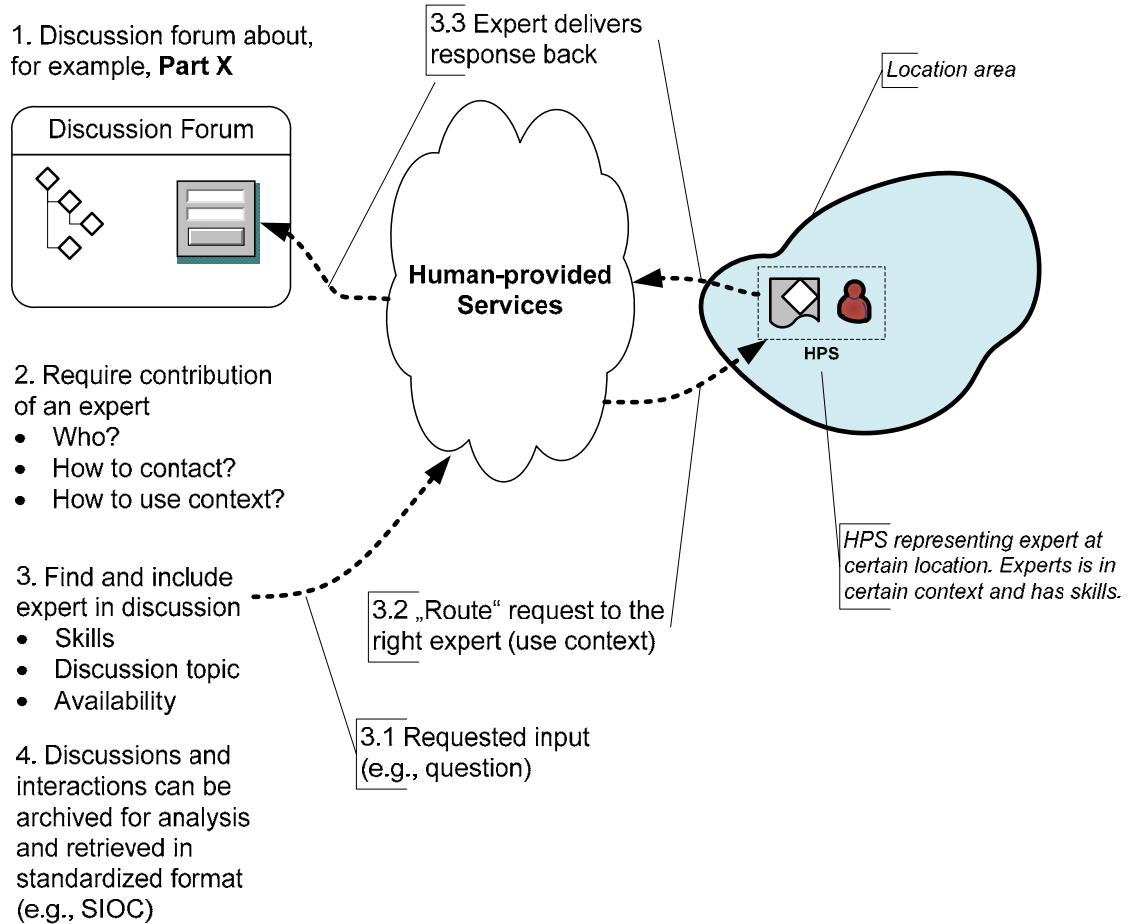 1. Discussion forum about,
for example, Part X
Discussion Forum
2. Require contribution
of an expert
• Who?
• How to contact?
• How to use context?
3. Find and include
expert in discussion
• Skills
• Discussion topic
• Availability
4. Discussions and
interactions can be
archived for analysis
and retrieved in
standardized format
(e.g., SIOC)
3.3 Expert delivers
response back
Human-provided
Services
3.2 „Route“ request to the
right expert (use context)
3.1 Requested input
(e.g., question)
Location area
HPS
HPS representing expert at
certain location. Experts is in
certain context and has skills.